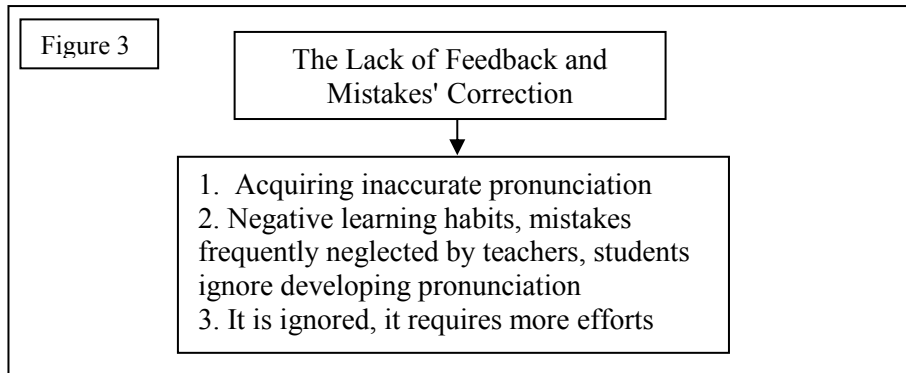 Figure 3
The Lack of Feedback and
Mistakes' Correction
1. Acquiring inaccurate pronunciation
2. Negative learning habits, mistakes
frequently neglected by teachers, students
ignore developing pronunciation
3. It is ignored, it requires more efforts